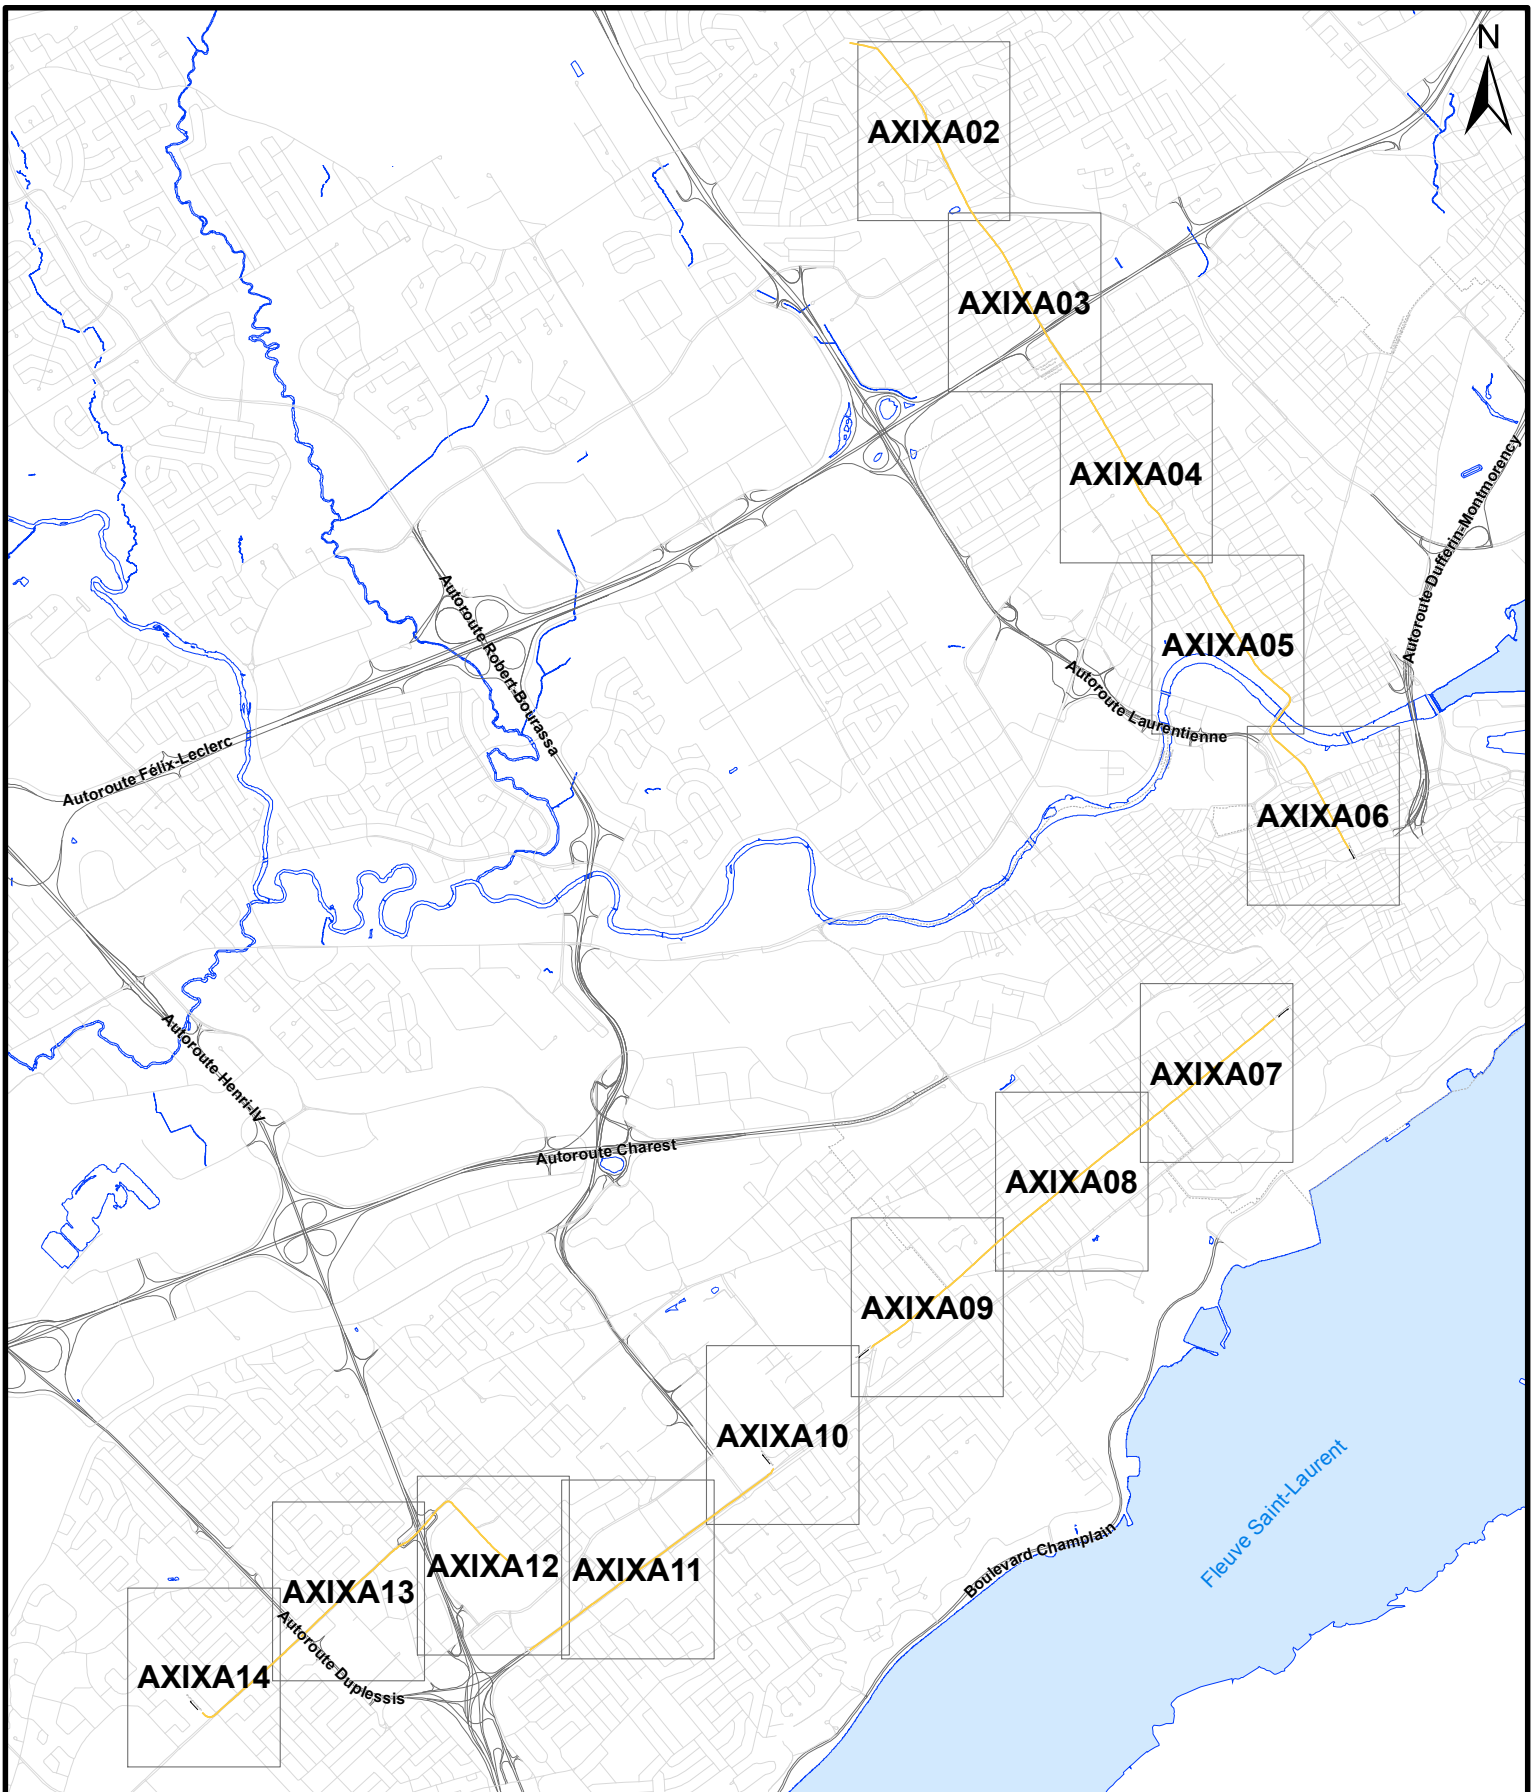 N
AXIXA02
AXIXA03
AXIXA04
Autoroute Dufferin-Montmorency
Autoroute Robert-Bourassa
AXIXA05
Autoroute Laurentienne
Autoroute Félix-Leclerc
AXIXA06
Autoroute Henri-IV
AXIXA07
Autoroute Charest
AXIXA08
AXIXA09
AXIXA10
Fleuve Saint-Laurent
Boulevard Champlain
AXIXA12
AXIXA11
AXIXA13
Autoroute Duplessis
AXIXA14